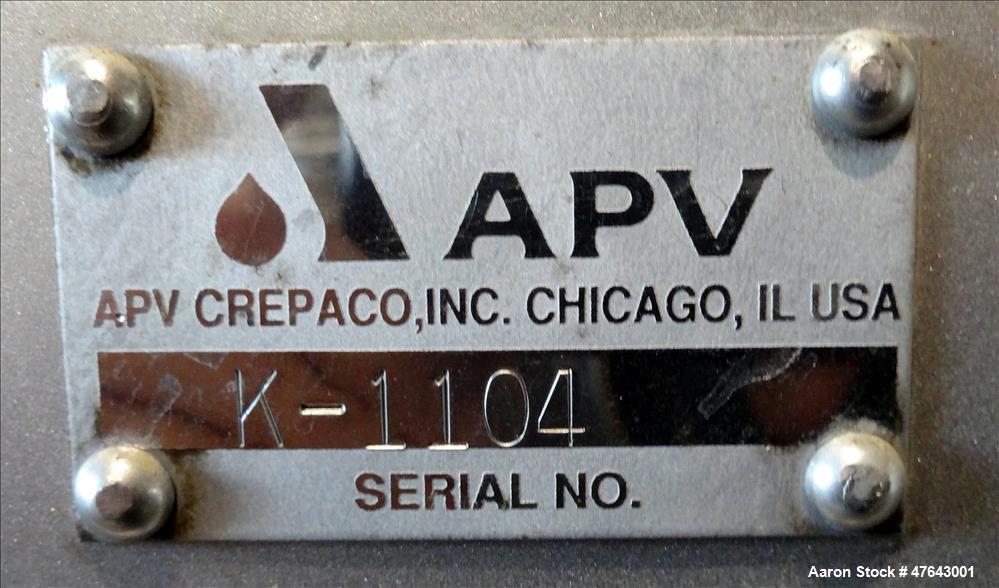 APV
APV CREPACO,INC. CHICAGO, IL USA
K-1104
SERIAL NO.
Aaron Stock # 47643001